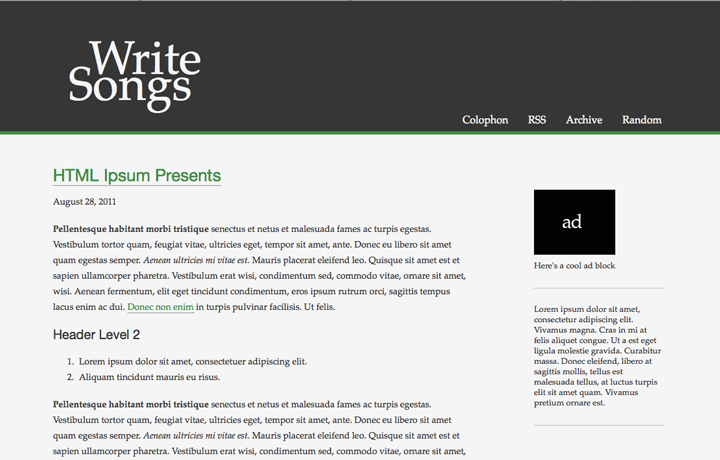 Write
Songs
Colophon RSS Archive Random
HTML Ipsum Presents
August 28, 2011
Pellentesque habitant morbi tristique senectus et netus et malesuada fames ac turpis egestas.
Vestibulum tortor quam, feugiat vitae, ultricies eget, tempor sit amet, ante. Donec eu libero sit amet
quam egestas semper. Aenean ultricies mi vitae est. Mauris placerat eleifend leo. Quisque sit amet est et
sapien ullamcorper pharetra. Vestibulum erat wisi, condimentum sed, commodo vitae, ornare sit amet,
wisi. Aenean fermentum, elit eget tincidunt condimentum, eros ipsum rutrum orci, sagittis tempus
lacus enim ac dui. Donec non enim in turpis pulvinar facilisis. Ut felis.
Header Level 2
1. Lorem ipsum dolor sit amet, consectetuer adipiscing elit.
2. Aliquam tincidunt mauris eu risus.
Pellentesque habitant morbi tristique senectus et netus et malesuada fames ac turpis egestas.
Vestibulum tortor quam, feugiat vitae, ultricies eget, tempor sit amet, ante. Donec eu libero sit amet
quam egestas semper. Aenean ultricies mi vitae est. Mauris placerat eleifend leo. Quisque sit amet est et
sapien ullamcorper pharetra. Vestibulum erat wisi, condimentum sed, commodo vitae, ornare sit amet,
ad
Here's a cool ad block
Lorem ipsum dolor sit amet,
consectetur adipiscing elit.
Vivamus magna. Cras in mi at
felis aliquet congue. Ut a est eget
ligula molestie gravida. Curabitur
massa. Donec eleifend, libero at
sagittis mollis, tellus est
malesuada tellus, at luctus turpis
elit sit amet quam. Vivamus
pretium ornare est.